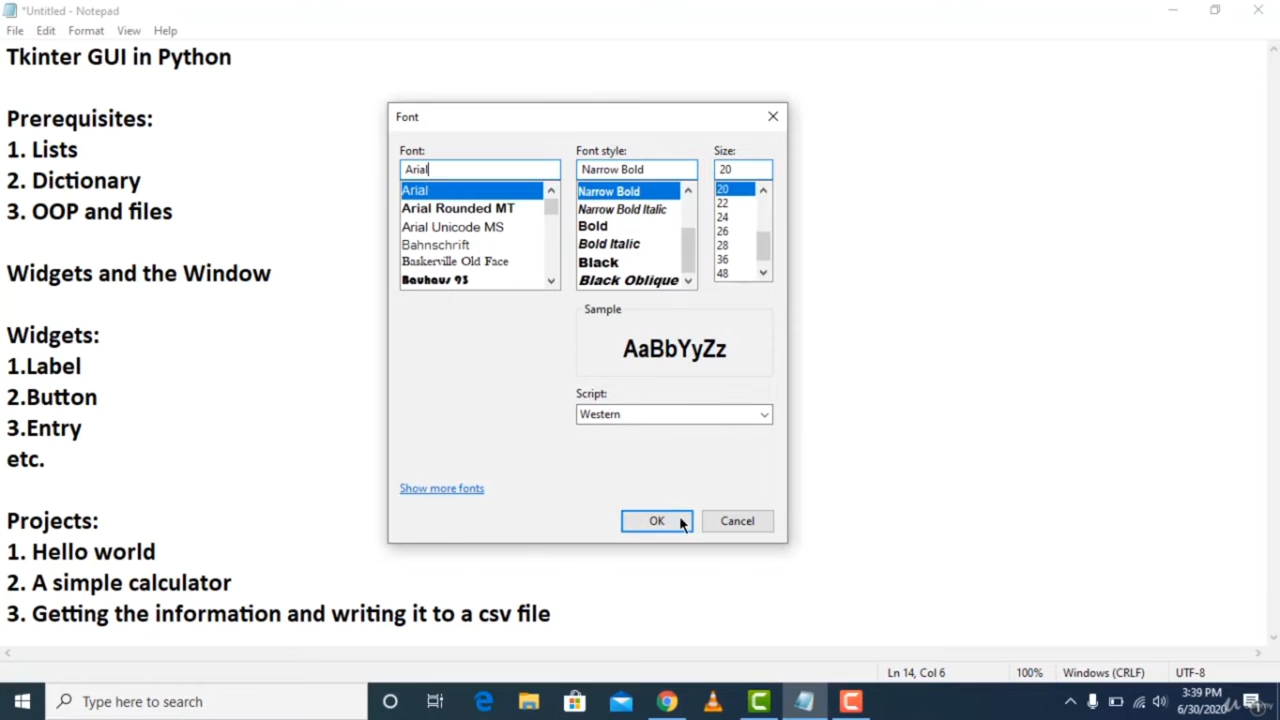 *Untitled - Notepad
File Edit Format View Help
Tkinter GUI in Python
Prerequisites:
1. Lists
2. Dictionary
3. OOP and files
Widgets and the Window
Widgets:
1.Label
2.Button
3.Entry
etc.
Projects:
1. Hello world
2. A simple calculator
3. Getting the information and writing it to a csv file
Font
Font: Font style: Size:
Arial Narrow Bold 20
Arial Narrow Bold 20
Arial Rounded MT Narrow Bold Italic 22
Arial Unicode MS Bold 24
Bahnschrift Bold Italic 26
Baskerville Old Face Black 28
Bauhaus 93 Black Oblique 36
48
Sample
AaBbYyZz
Script:
Western
Show more fonts
OK Cancel
Ln 14, Col 6 100% Windows (CRLF) UTF-8
Type here to search
3:39 PM
6/30/2020